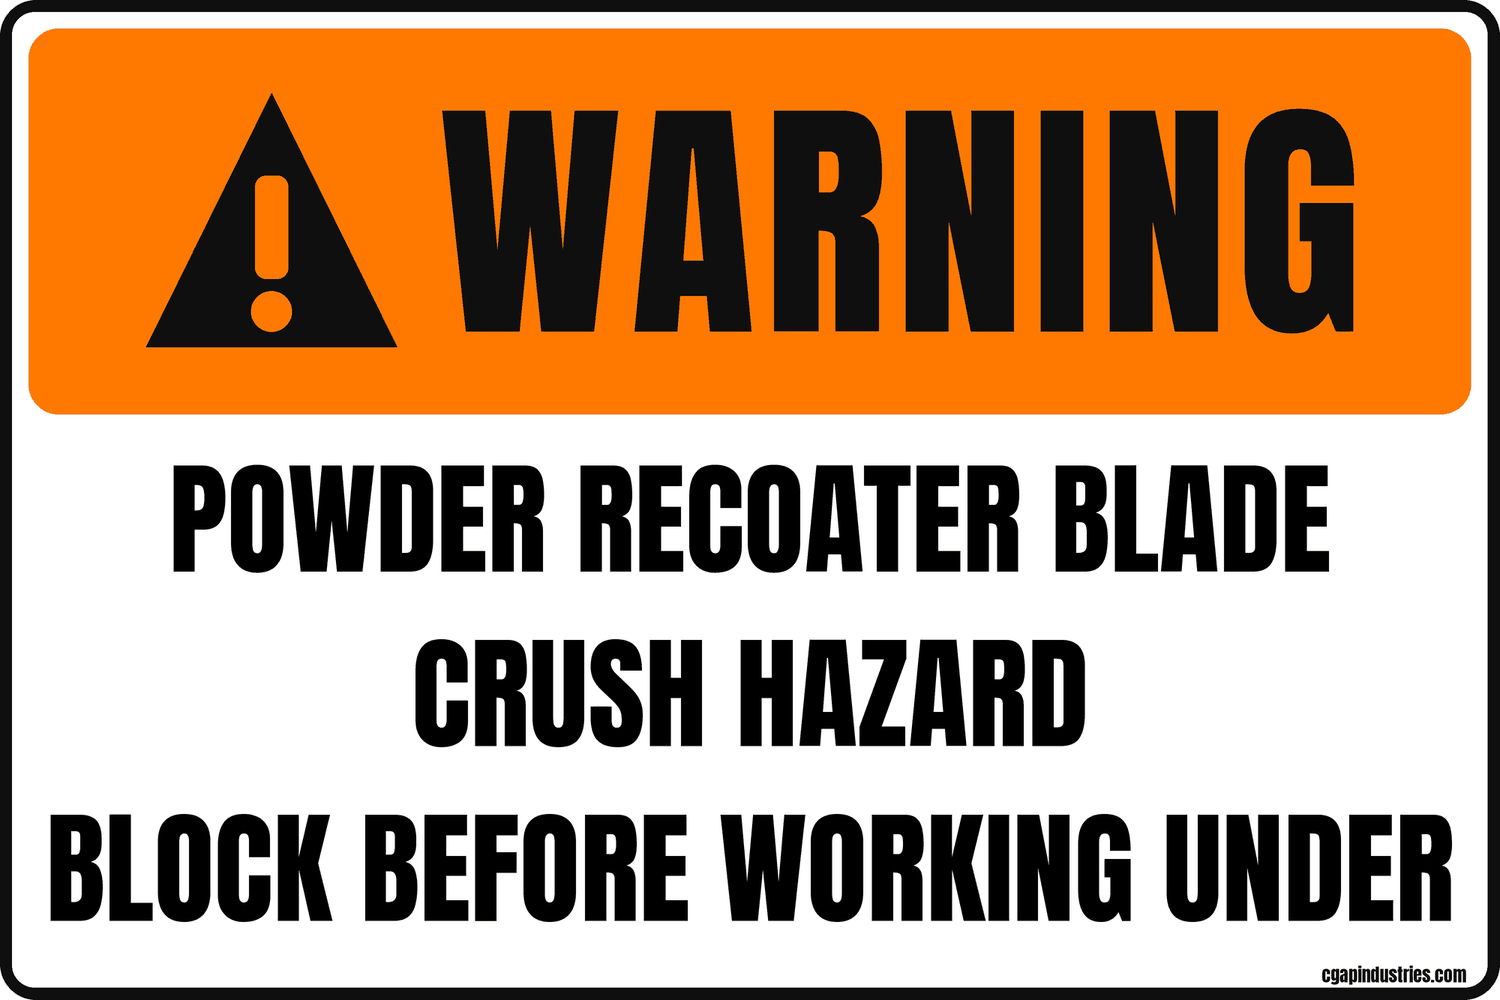 WARNING
POWDER RECOATER BLADE
CRUSH HAZARD
BLOCK BEFORE WORKING UNDER
cgapindustries.com